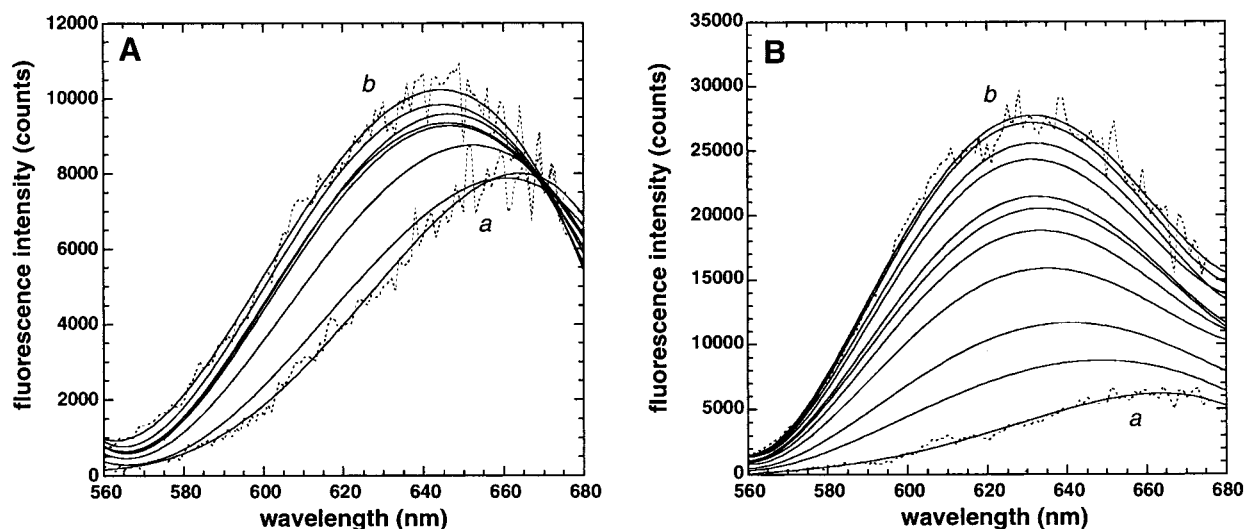 A
fluorescence intensity (counts)
12000
10000
8000
6000
4000
2000
0
b
a
560 580 600 620 640 660 680
wavelength (nm)
B
fluorescence intensity (counts)
35000
30000
25000
20000
15000
10000
5000
0
b
a
560 580 600 620 640 660 680
wavelength (nm)